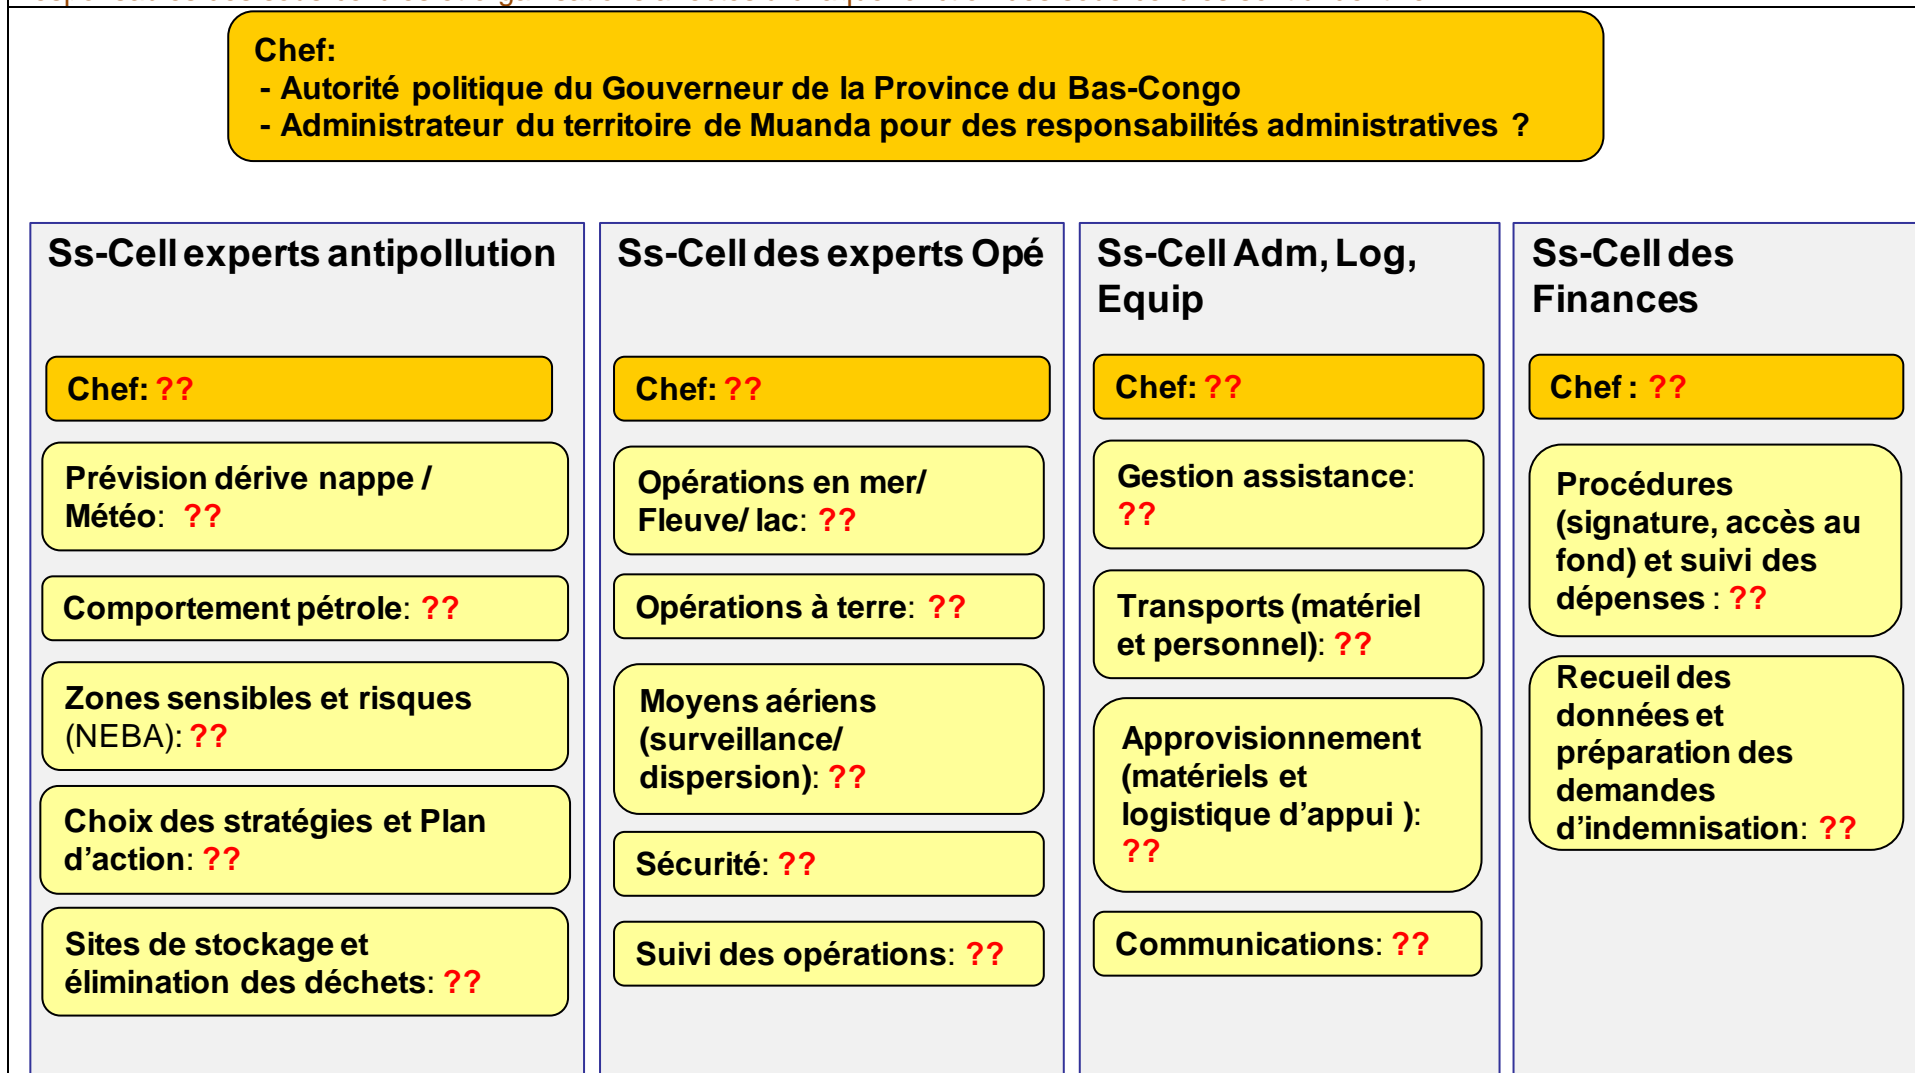 Chef:
- Autorité politique du Gouverneur de la Province du Bas-Congo
- Administrateur du territoire de Muanda pour des responsabilités administratives ?
Ss-Cell experts antipollution
Chef: ??
Prévision dérive nappe /
Météo: ??
Comportement pétrole: ??
Zones sensibles et risques
(NEBA): ??
Choix des stratégies et Plan
d’action: ??
Sites de stockage et
élimination des déchets: ??
Ss-Cell des experts Opé
Chef: ??
Opérations en mer/
Fleuve/ lac: ??
Opérations à terre: ??
Moyens aériens
(surveillance/
dispersion): ??
Sécurité: ??
Suivi des opérations: ??
Ss-Cell Adm, Log,
Equip
Chef: ??
Gestion assistance:
??
Transports (matériel
et personnel): ??
Approvisionnement
(matériels et
logistique d’appui ):
??
Communications: ??
Ss-Cell des
Finances
Chef : ??
Procédures
(signature, accès au
fond) et suivi des
dépenses : ??
Recueil des
données et
préparation des
demandes
d’indemnisation: ??